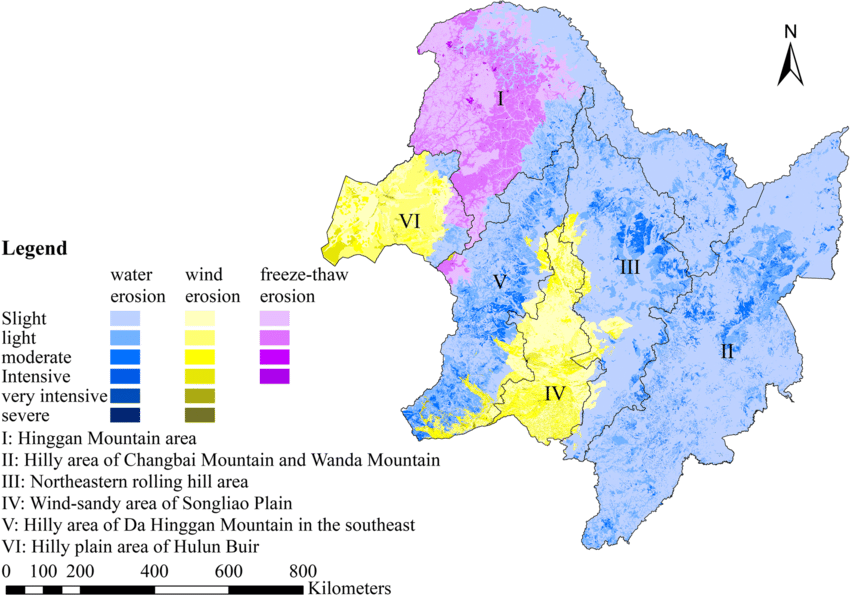 N
I
VI
V
III
II
IV
Legend
water erosion
wind erosion
freeze-thaw erosion
Slight
light
moderate
Intensive
very intensive
severe
I: Hinggan Mountain area
II: Hilly area of Changbai Mountain and Wanda Mountain
III: Northeastern rolling hill area
IV: Wind-sandy area of Songliao Plain
V: Hilly area of Da Hinggan Mountain in the southeast
VI: Hilly plain area of Hulun Buir
0 100 200 400 600 800
Kilometers